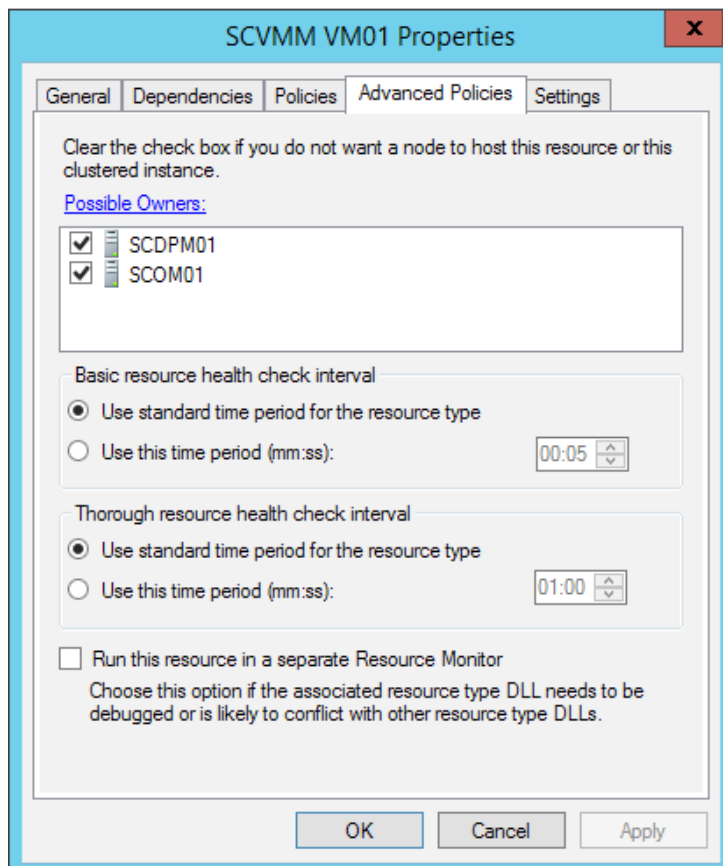 SCVMM VM01 Properties
x
General Dependencies Policies Advanced Policies Settings
Clear the check box if you do not want a node to host this resource or this
clustered instance.
Possible Owners:
SCDPM01
SCOM01
Basic resource health check interval
Use standard time period for the resource type
Use this time period (mm:ss): 00:05
Thorough resource health check interval
Use standard time period for the resource type
Use this time period (mm:ss): 01:00
Run this resource in a separate Resource Monitor
Choose this option if the associated resource type DLL needs to be
debugged or is likely to conflict with other resource type DLLs.
OK Cancel Apply